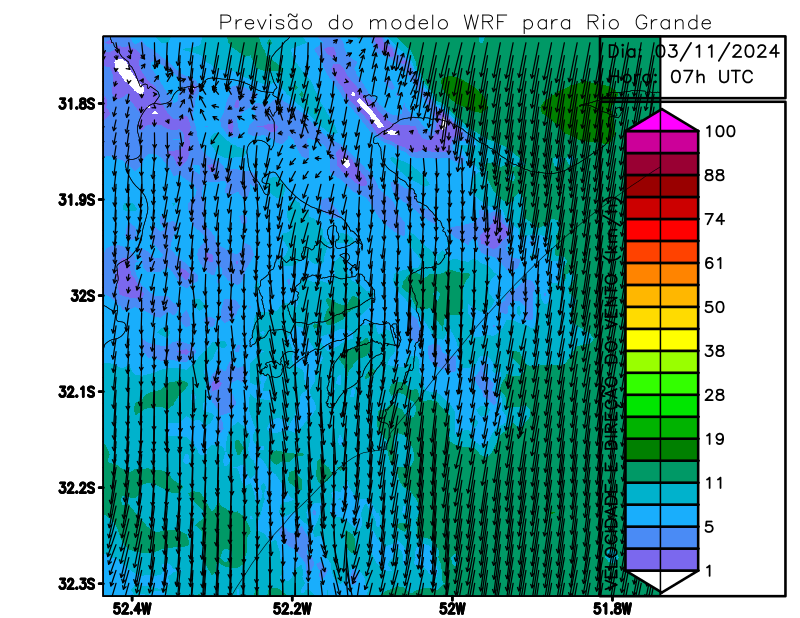 Previsão do modelo WRF para Rio Grande
Dia: 03/11/2024
Hora: 07h UTC
31.8S
31.9S
32S
32.1S
32.2S
32.3S
52.4W
52.2W
52W
51.8W
VELOCIDADE E DIREÇÃO DO VENTO (km/h)
100
88
74
61
50
38
28
19
11
5
1